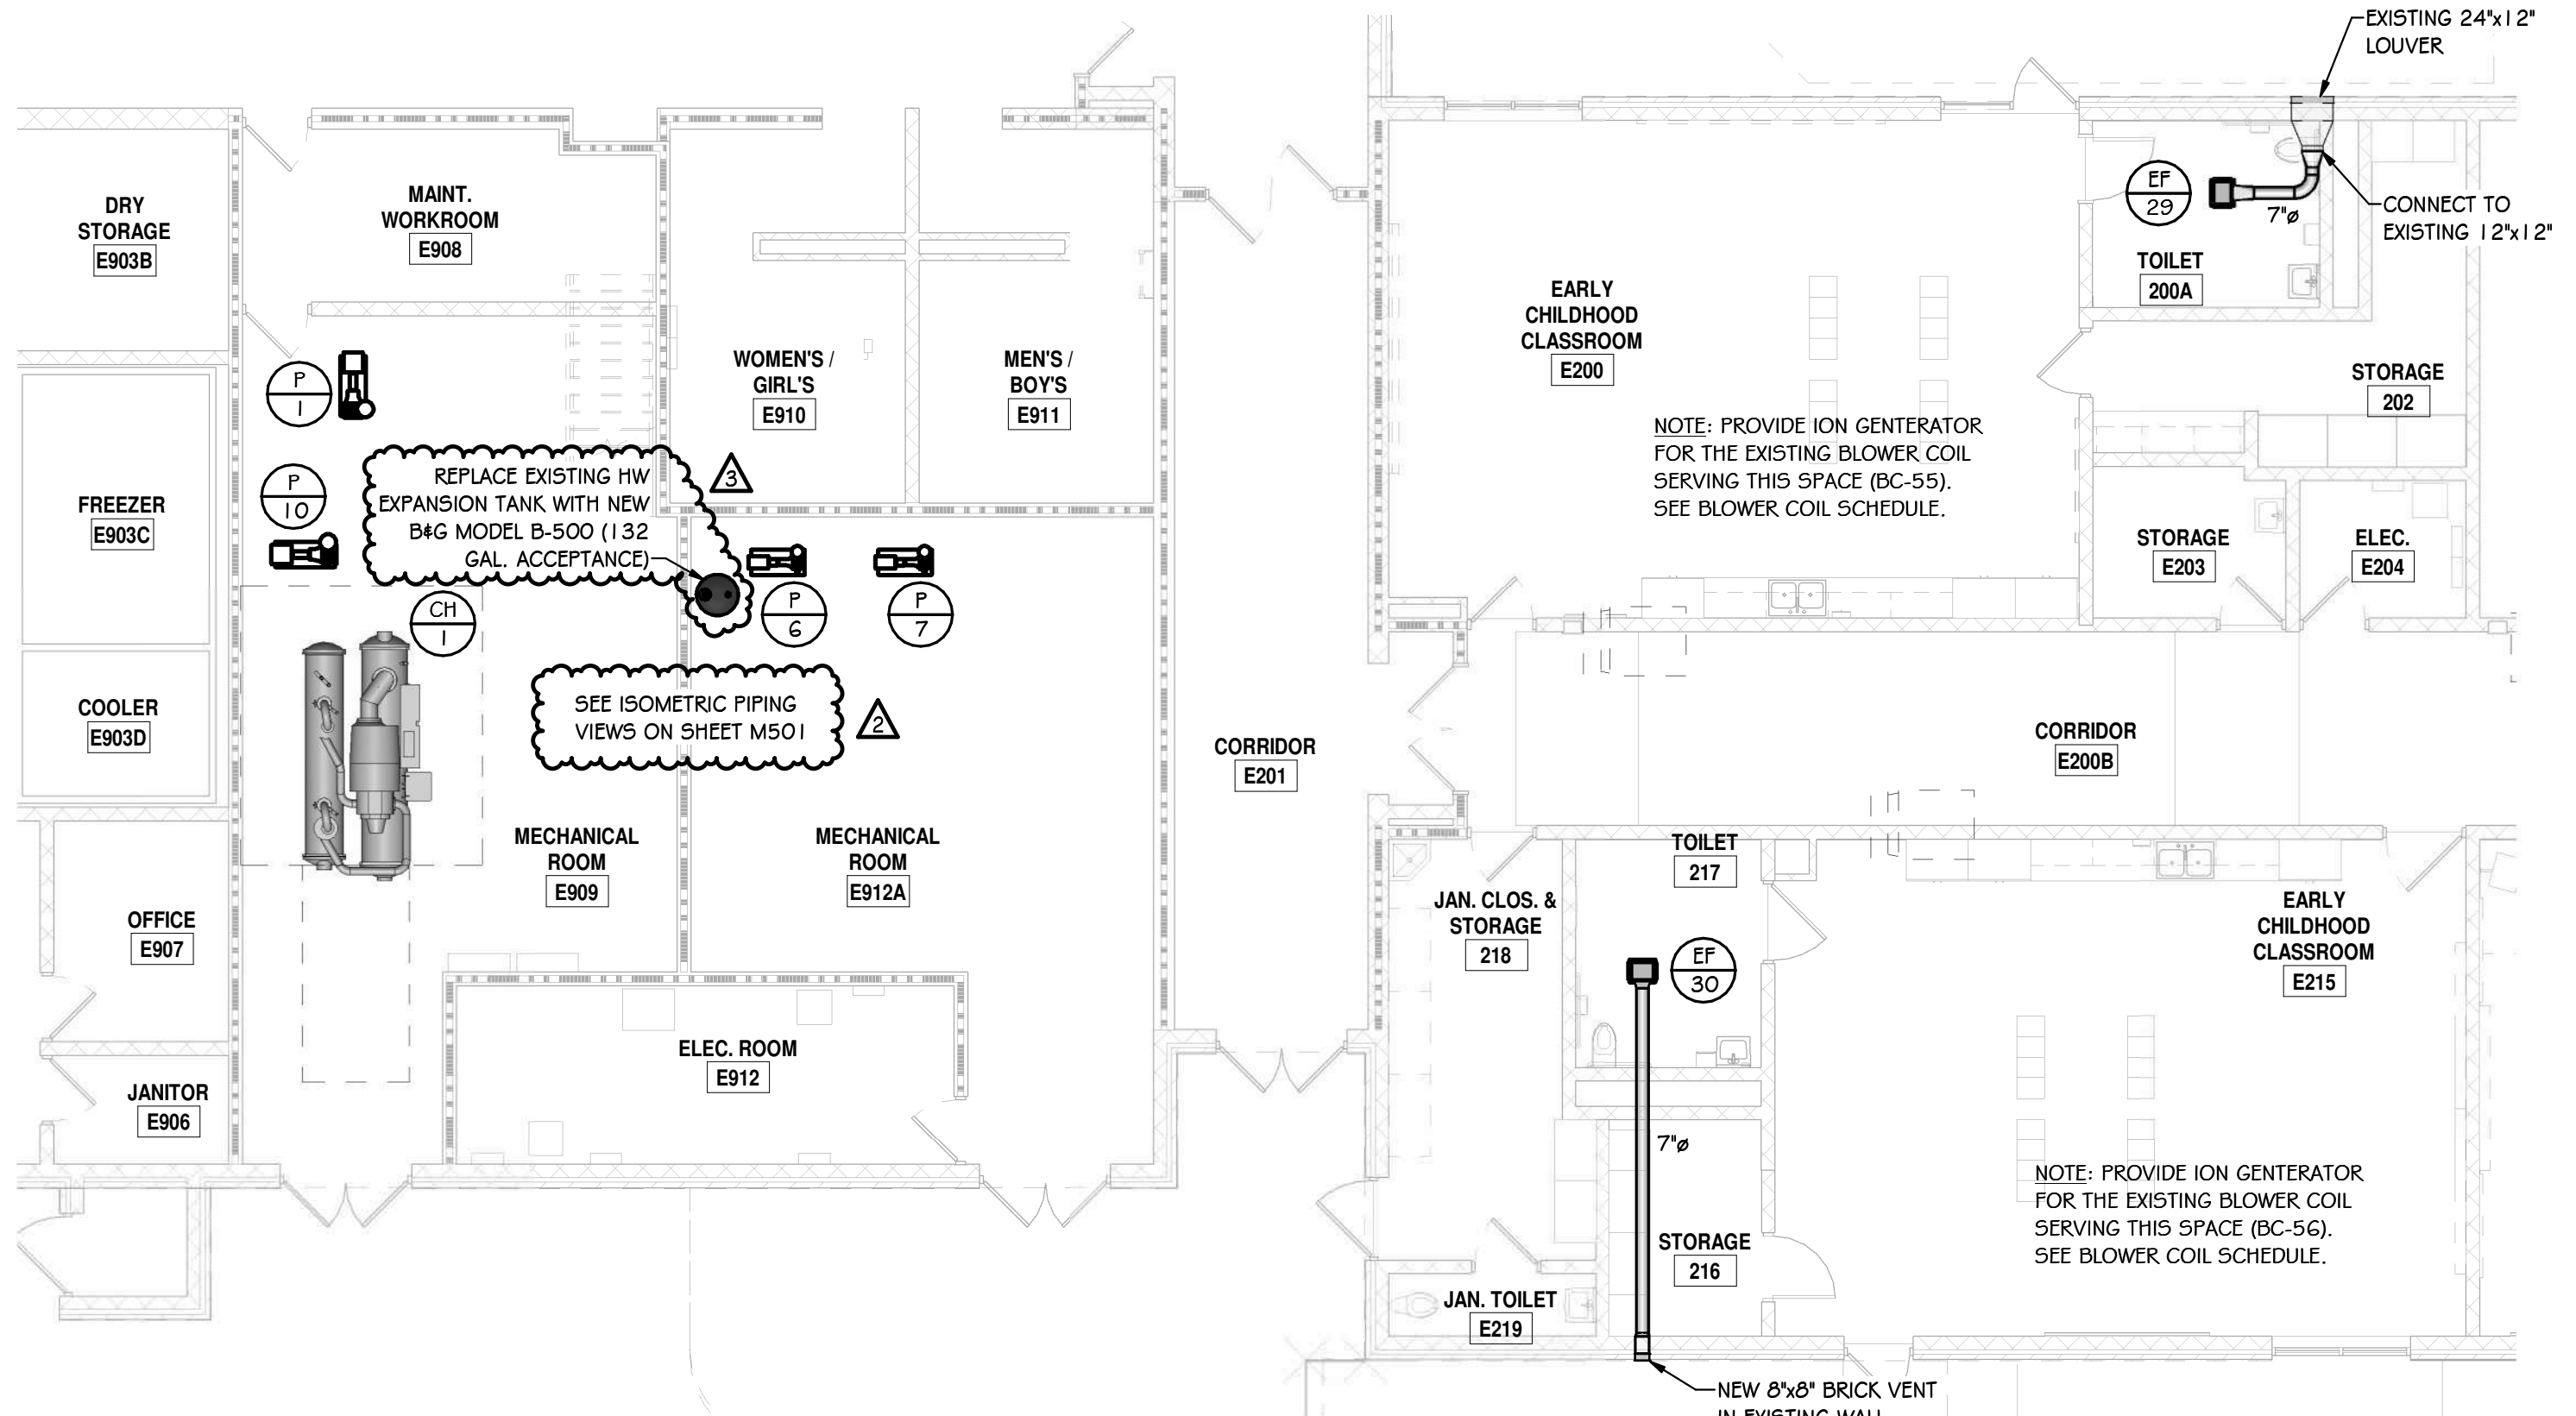 EXISTING 24"x12"
LOUVER
DRY
STORAGE
E903B
MAINT.
WORKROOM
E908
EF
29
7"ø
CONNECT TO
EXISTING 12"x12"
TOILET
200A
EARLY
CHILDHOOD
CLASSROOM
E200
P
1
WOMEN'S /
GIRL'S
E910
MEN'S /
BOY'S
E911
STORAGE
202
NOTE: PROVIDE ION GENTERATOR
FOR THE EXISTING BLOWER COIL
SERVING THIS SPACE (BC-55).
SEE BLOWER COIL SCHEDULE.
REPLACE EXISTING HW
EXPANSION TANK WITH NEW
B&G MODEL B-500 (132
GAL. ACCEPTANCE)
3
P
10
FREEZER
E903C
STORAGE
E203
ELEC.
E204
CH
1
P
6
P
7
SEE ISOMETRIC PIPING
VIEWS ON SHEET M501
2
COOLER
E903D
CORRIDOR
E201
CORRIDOR
E200B
MECHANICAL
ROOM
E909
MECHANICAL
ROOM
E912A
TOILET
217
JAN. CLOS. &
STORAGE
218
EARLY
CHILDHOOD
CLASSROOM
E215
OFFICE
E907
EF
30
ELEC. ROOM
E912
JANITOR
E906
7"ø
NOTE: PROVIDE ION GENTERATOR
FOR THE EXISTING BLOWER COIL
SERVING THIS SPACE (BC-56).
SEE BLOWER COIL SCHEDULE.
STORAGE
216
JAN. TOILET
E219
NEW 8"x8" BRICK VENT
IN EXISTING WALL